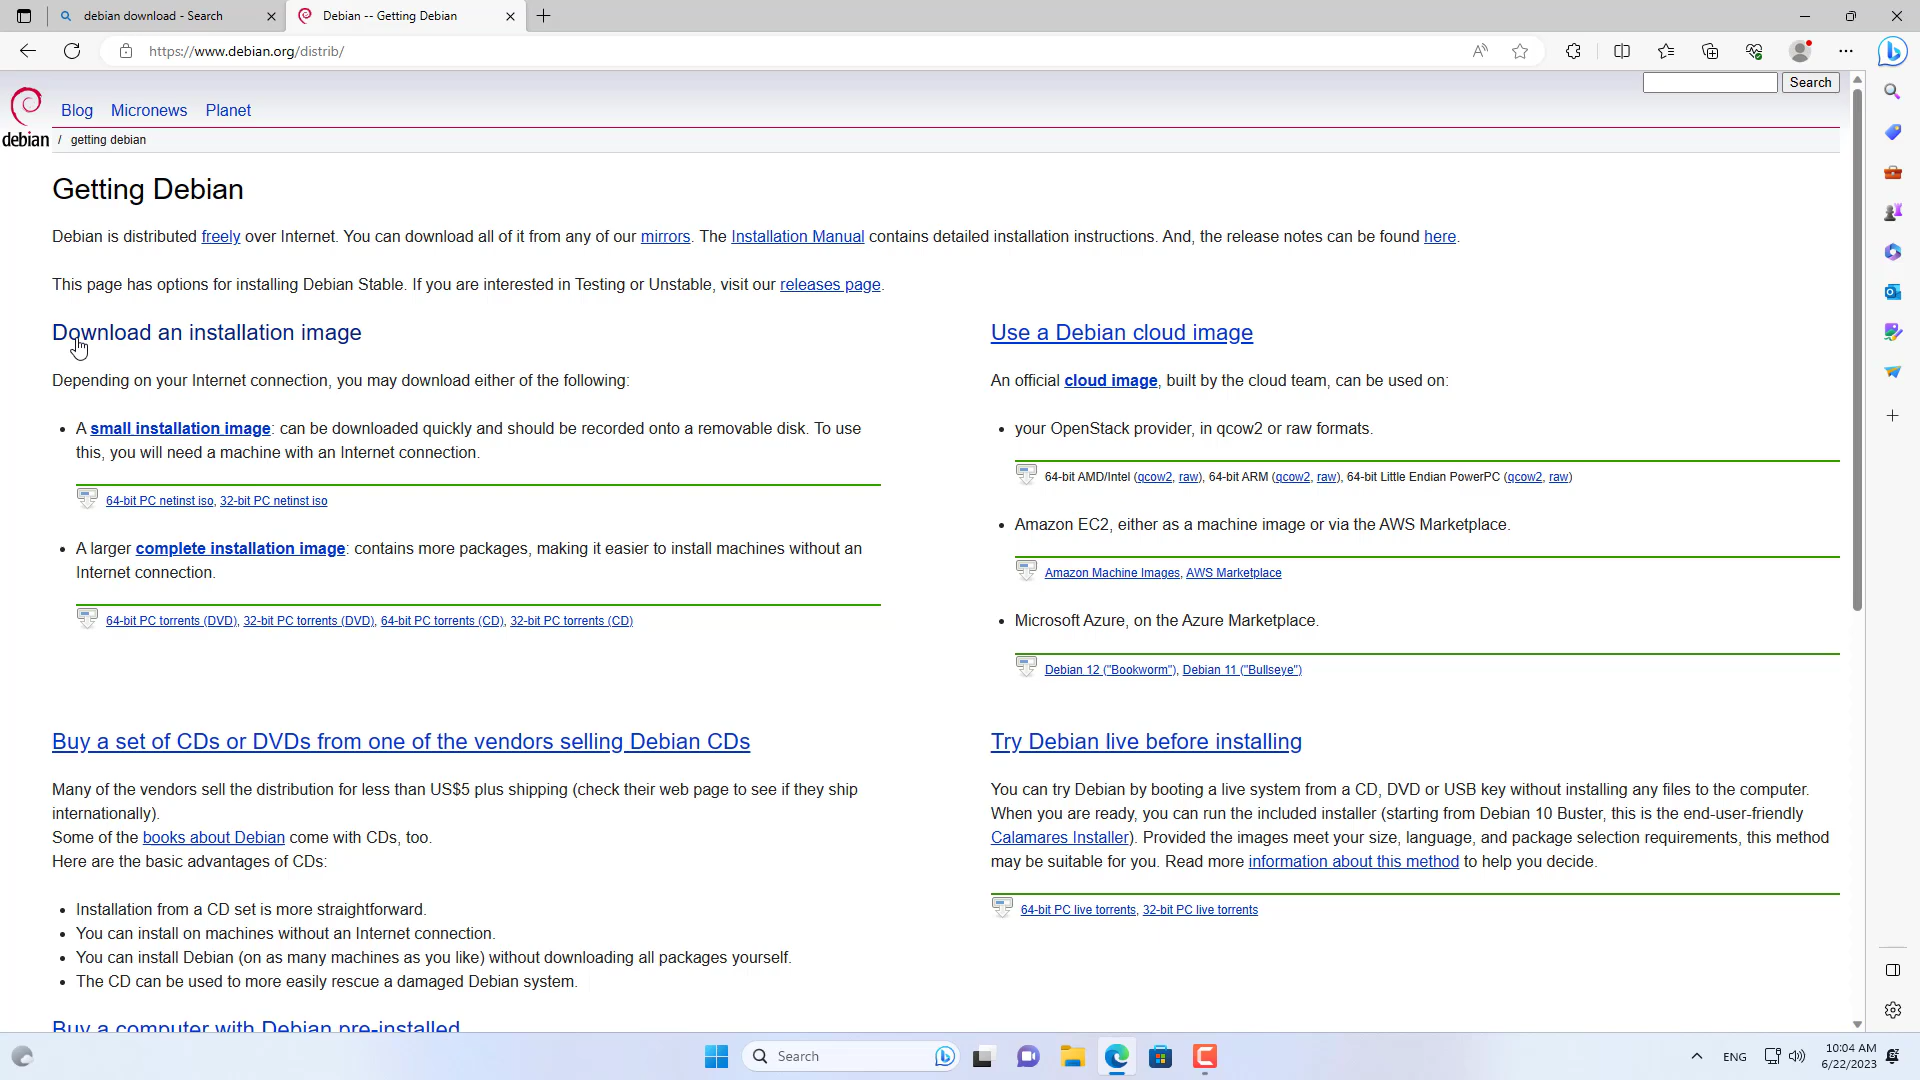 debian download - Search
Debian -- Getting Debian
https://www.debian.org/distrib/
Search
Blog Micronews Planet
debian / getting debian
Getting Debian
Debian is distributed freely over Internet. You can download all of it from any of our mirrors. The Installation Manual contains detailed installation instructions. And, the release notes can be found here.
This page has options for installing Debian Stable. If you are interested in Testing or Unstable, visit our releases page.
Download an installation image
Depending on your Internet connection, you may download either of the following:
• A small installation image: can be downloaded quickly and should be recorded onto a removable disk. To use
this, you will need a machine with an Internet connection.
64-bit PC netinst iso, 32-bit PC netinst iso
• A larger complete installation image: contains more packages, making it easier to install machines without an
Internet connection.
64-bit PC torrents (DVD), 32-bit PC torrents (DVD), 64-bit PC torrents (CD), 32-bit PC torrents (CD)
Use a Debian cloud image
An official cloud image, built by the cloud team, can be used on:
• your OpenStack provider, in qcow2 or raw formats.
64-bit AMD/Intel (qcow2, raw), 64-bit ARM (qcow2, raw), 64-bit Little Endian PowerPC (qcow2, raw)
• Amazon EC2, either as a machine image or via the AWS Marketplace.
Amazon Machine Images, AWS Marketplace
• Microsoft Azure, on the Azure Marketplace.
Debian 12 ("Bookworm"), Debian 11 ("Bullseye")
Buy a set of CDs or DVDs from one of the vendors selling Debian CDs
Many of the vendors sell the distribution for less than US$5 plus shipping (check their web page to see if they ship
internationally).
Some of the books about Debian come with CDs, too.
Here are the basic advantages of CDs:
• Installation from a CD set is more straightforward.
• You can install on machines without an Internet connection.
• You can install Debian (on as many machines as you like) without downloading all packages yourself.
• The CD can be used to more easily rescue a damaged Debian system.
Buy a computer with Debian pre-installed
Try Debian live before installing
You can try Debian by booting a live system from a CD, DVD or USB key without installing any files to the computer.
When you are ready, you can run the included installer (starting from Debian 10 Buster, this is the end-user-friendly
Calamares Installer). Provided the images meet your size, language, and package selection requirements, this method
may be suitable for you. Read more information about this method to help you decide.
64-bit PC live torrents, 32-bit PC live torrents
Search
ENG
10:04 AM
6/22/2023